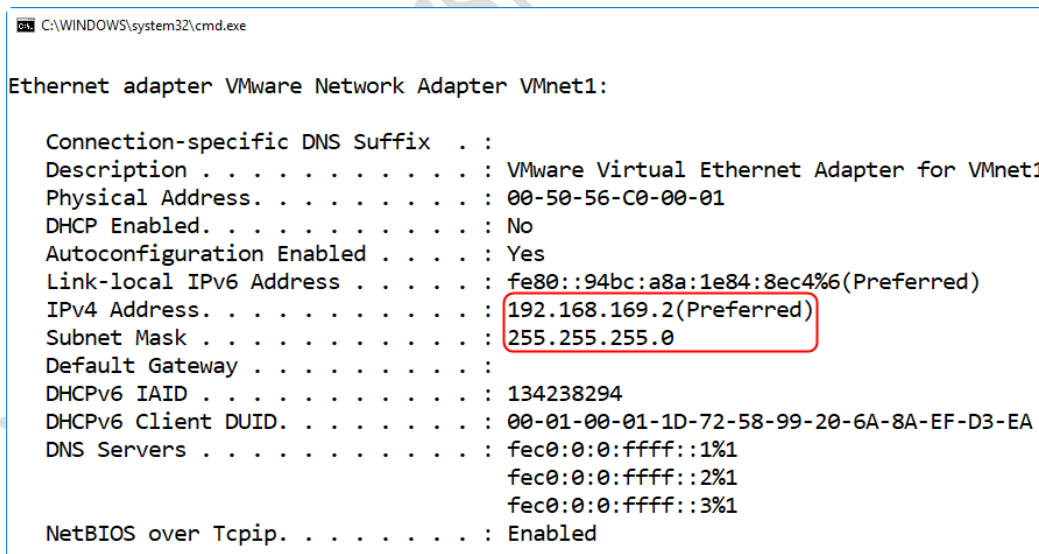 C:\WINDOWS\system32\cmd.exe
Ethernet adapter VMware Network Adapter VMnet1:
Connection-specific DNS Suffix . :
Description . . . . . . . . . . . : VMware Virtual Ethernet Adapter for VMnet1
Physical Address. . . . . . . . . : 00-50-56-C0-00-01
DHCP Enabled. . . . . . . . . . . : No
Autoconfiguration Enabled . . . . : Yes
Link-local IPv6 Address . . . . . : fe80::94bc:a8a:1e84:8ec4%6(Preferred)
IPv4 Address. . . . . . . . . . . : 192.168.169.2(Preferred)
Subnet Mask . . . . . . . . . . . : 255.255.255.0
Default Gateway . . . . . . . . . :
DHCPv6 IAID . . . . . . . . . . . : 134238294
DHCPv6 Client DUID. . . . . . . . : 00-01-00-01-1D-72-58-99-20-6A-8A-EF-D3-EA
DNS Servers . . . . . . . . . . . : fec0:0:0:ffff::1%1
fec0:0:0:ffff::2%1
fec0:0:0:ffff::3%1
NetBIOS over Tcpip. . . . . . . . : Enabled